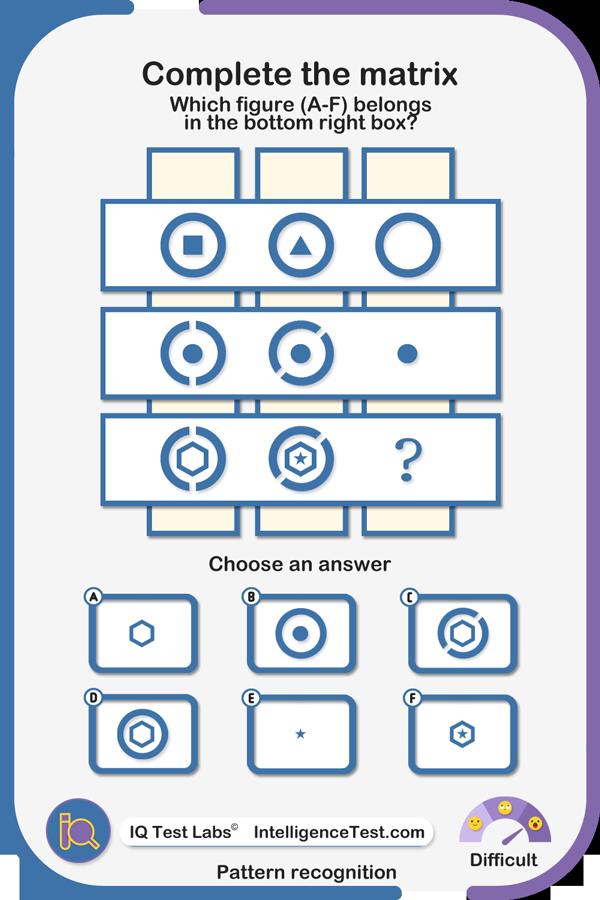 Complete the matrix
Which figure (A-F) belongs
in the bottom right box?
?
Choose an answer
A
B
C
D
E
F
IQ Test Labs© IntelligenceTest.com
Difficult
Pattern recognition